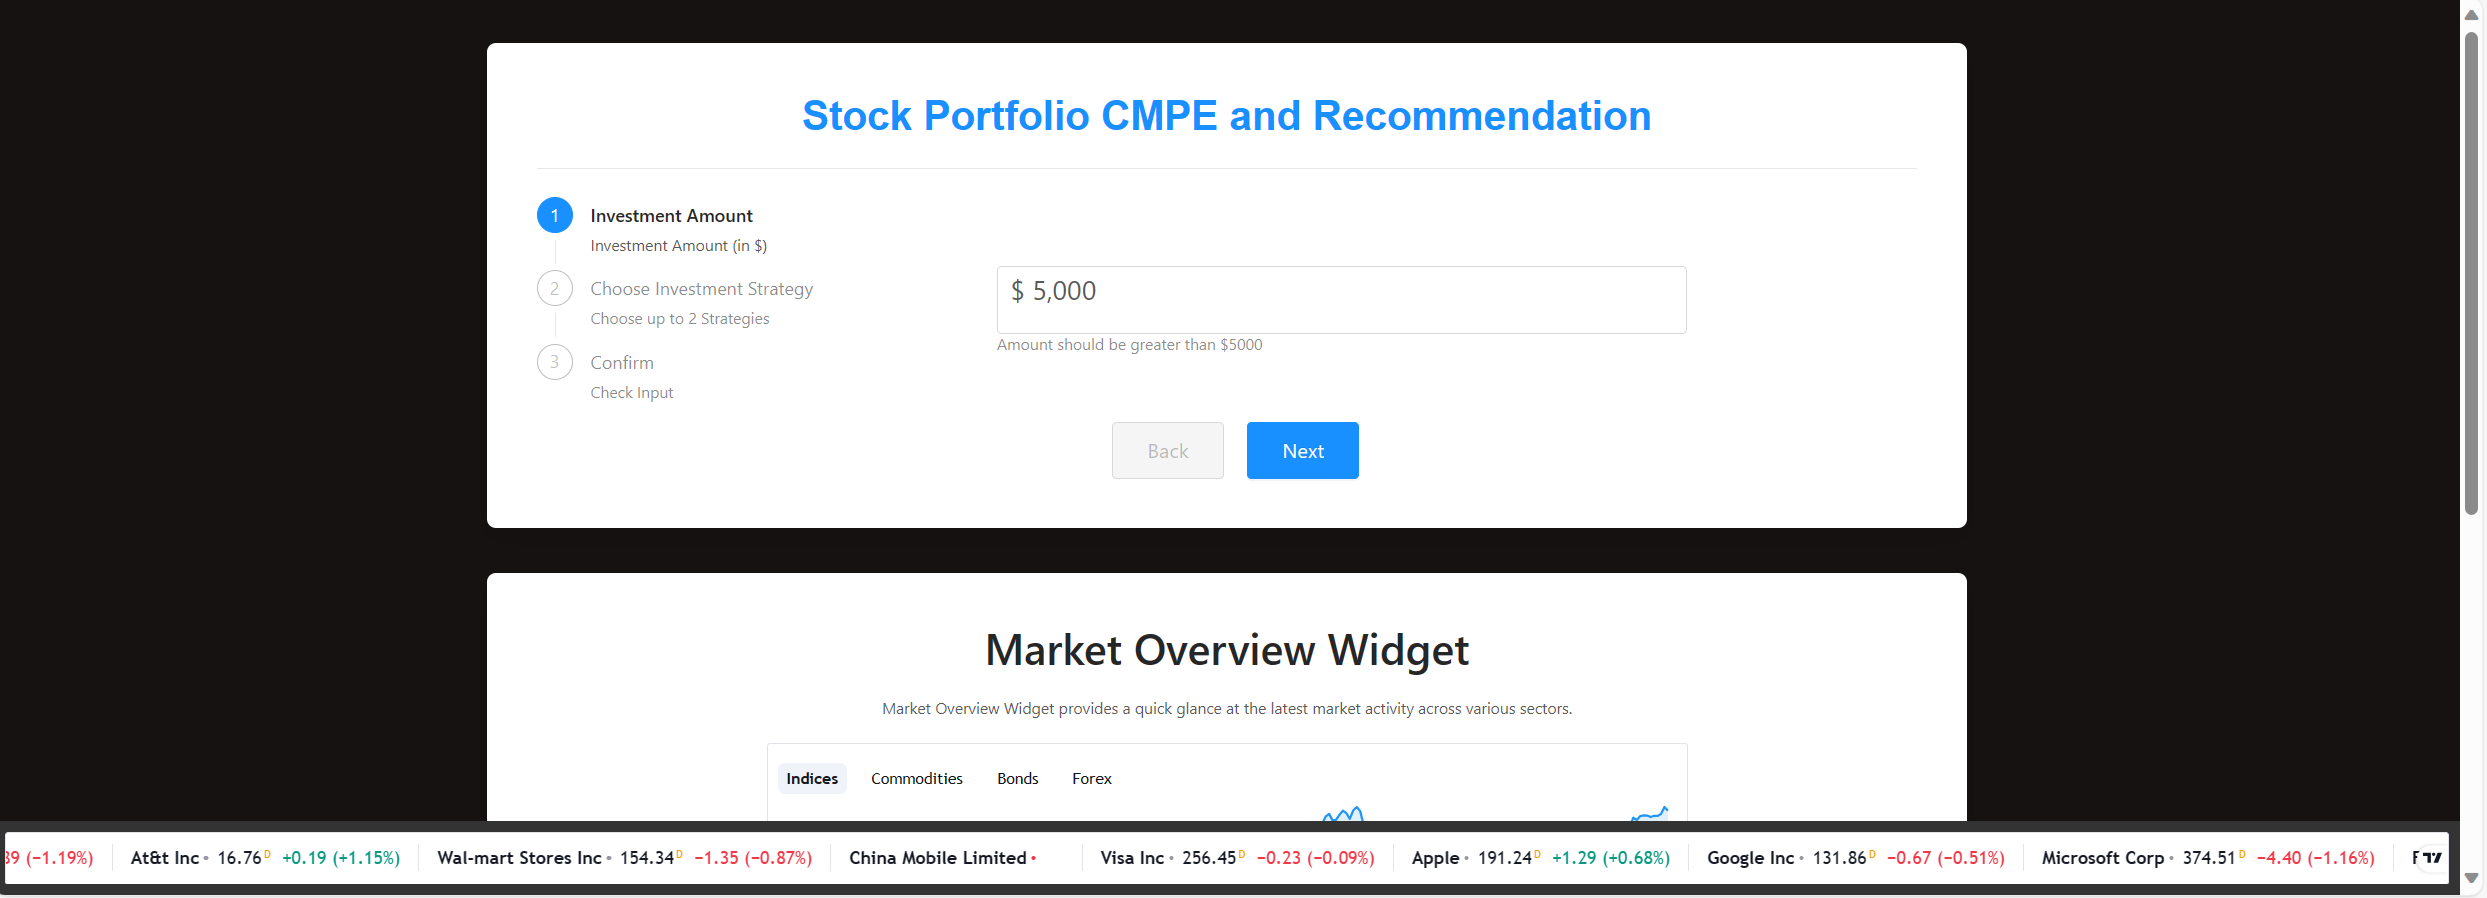 Stock Portfolio CMPE and Recommendation
1
Investment Amount
Investment Amount (in $)
2
Choose Investment Strategy
Choose up to 2 Strategies
3
Confirm
Check Input
$ 5,000
Amount should be greater than $5000
Back
Next
Market Overview Widget
Market Overview Widget provides a quick glance at the latest market activity across various sectors.
Indices Commodities Bonds Forex
39 (−1.19%) At&t Inc • 16.76 D +0.19 (+1.15%) Wal-mart Stores Inc • 154.34 D −1.35 (−0.87%) China Mobile Limited • Visa Inc • 256.45 D −0.23 (−0.09%) Apple • 191.24 D +1.29 (+0.68%) Google Inc • 131.86 D −0.67 (−0.51%) Microsoft Corp • 374.51 D −4.40 (−1.16%)